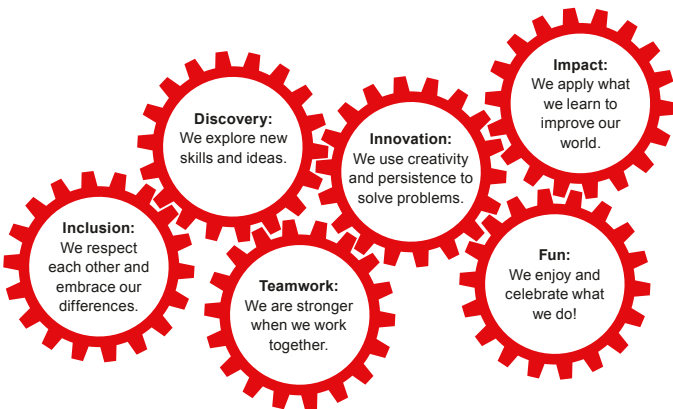 Impact:
We apply what
we learn to
improve our
world.
Discovery:
We explore new
skills and ideas.
Innovation:
We use creativity
and persistence to
solve problems.
Inclusion:
We respect
each other and
embrace our
differences.
Teamwork:
We are stronger
when we work
together.
Fun:
We enjoy and
celebrate what
we do!